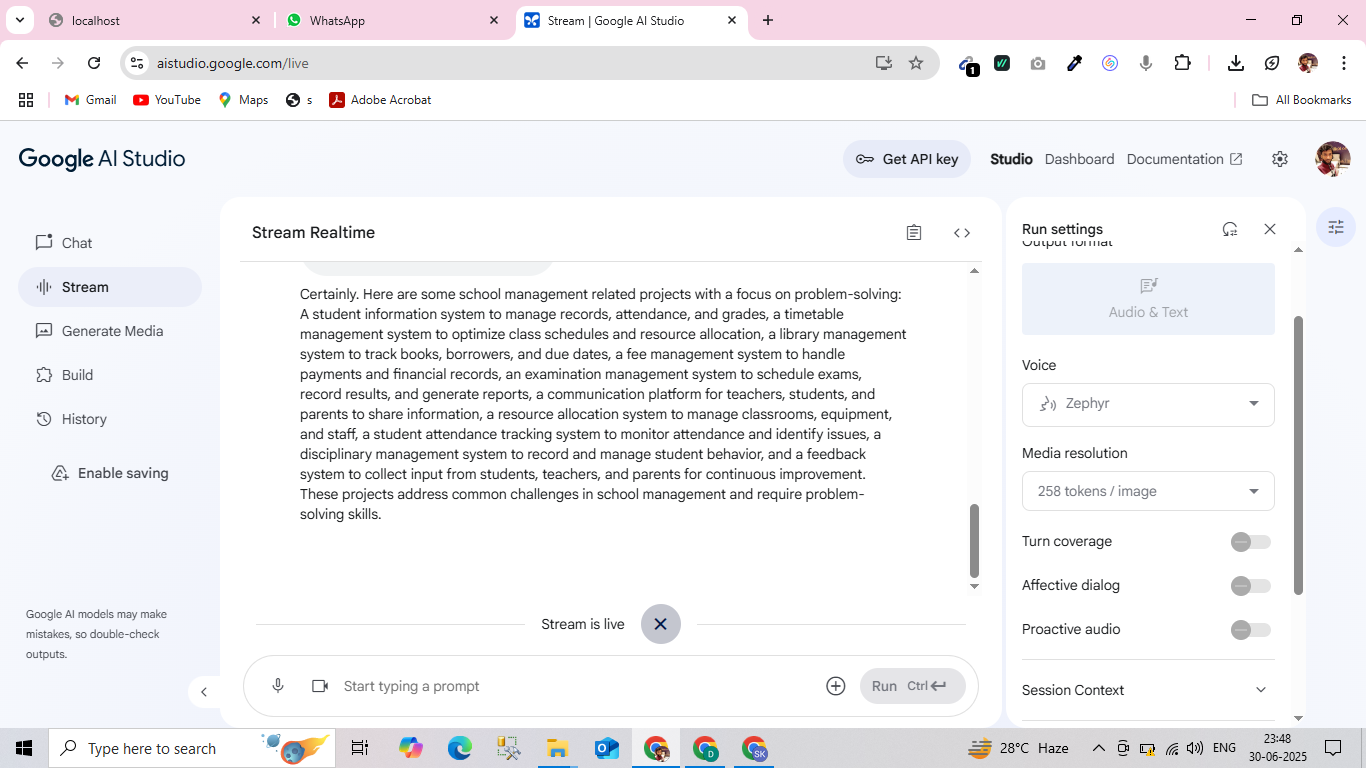 localhost
WhatsApp
Stream | Google AI Studio
aistudio.google.com/live
1
Gmail
YouTube
Maps
s
Adobe Acrobat
All Bookmarks
Google AI Studio
Get API key
Studio
Dashboard
Documentation
Chat
Stream
Generate Media
Build
History
Enable saving
Google AI models may make
mistakes, so double-check
outputs.
Stream Realtime
Certainly. Here are some school management related projects with a focus on problem-solving:
A student information system to manage records, attendance, and grades, a timetable
management system to optimize class schedules and resource allocation, a library management
system to track books, borrowers, and due dates, a fee management system to handle
payments and financial records, an examination management system to schedule exams,
record results, and generate reports, a communication platform for teachers, students, and
parents to share information, a resource allocation system to manage classrooms, equipment,
and staff, a student attendance tracking system to monitor attendance and identify issues, a
disciplinary management system to record and manage student behavior, and a feedback
system to collect input from students, teachers, and parents for continuous improvement.
These projects address common challenges in school management and require problem-
solving skills.
Stream is live
Start typing a prompt
Run Ctrl
Run settings
Output format
Audio & Text
Voice
Zephyr
Media resolution
258 tokens / image
Turn coverage
Affective dialog
Proactive audio
Session Context
Type here to search
D
SK
28°C Haze
ENG
23:48
30-06-2025